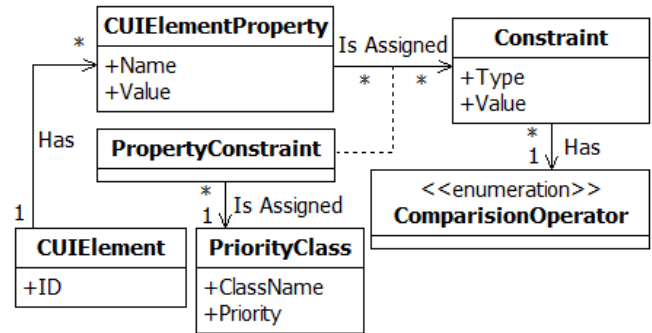 CUIElementProperty
+Name
+Value
*
Is Assigned
*
*
Constraint
+Type
+Value
Has
PropertyConstraint
*
1
Has
*
1
Is Assigned
<<enumeration>>
ComparisionOperator
1
CUIElement
+ID
PriorityClass
+ClassName
+Priority